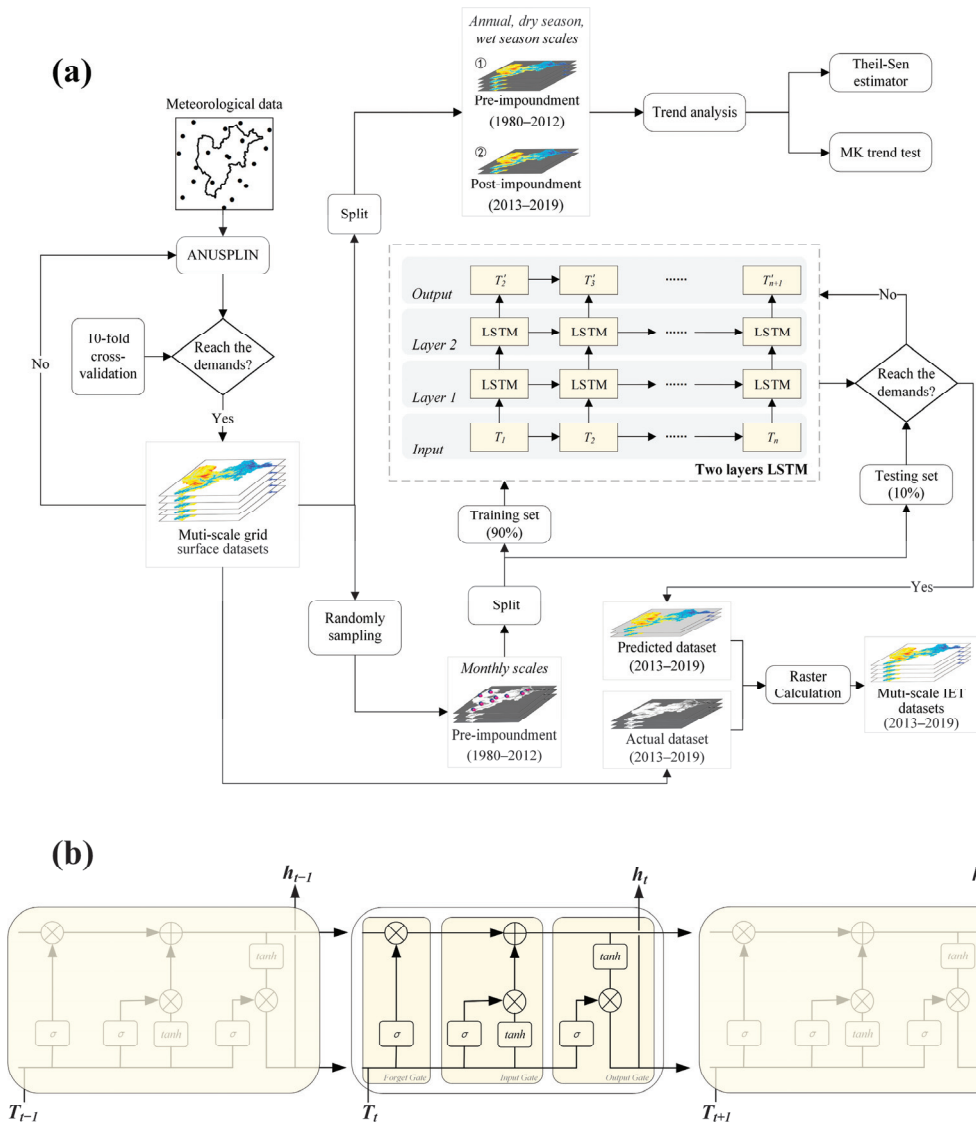 (a)
Meteorological data
ANUSPLIN
10-fold
cross-
validation
Reach the
demands?
No
Yes
Muti-scale grid
surface datasets
Split
Randomly
sampling
Annual, dry season,
wet season scales
①
Pre-impoundment
(1980–2012)
②
Post-impoundment
(2013–2019)
Trend analysis
Theil-Sen
estimator
MK trend test
Output
T'2
T'3
......
T'n+1
Layer 2
LSTM
LSTM
......
LSTM
Layer 1
LSTM
LSTM
......
LSTM
Input
T1
T2
......
Tn
Two layers LSTM
No
Reach the
demands?
Yes
Testing set
(10%)
Training set
(90%)
Split
Monthly scales
Pre-impoundment
(1980–2012)
Predicted dataset
(2013–2019)
Actual dataset
(2013–2019)
Raster
Calculation
Muti-scale IET
datasets
(2013–2019)
(b)
ht−1
ht
h
tanh
σ
σ
tanh
σ
Tt−1
tanh
σ
σ
tanh
σ
Forget Gate
Input Gate
Output Gate
Tt
tanh
σ
σ
tanh
σ
Tt+1